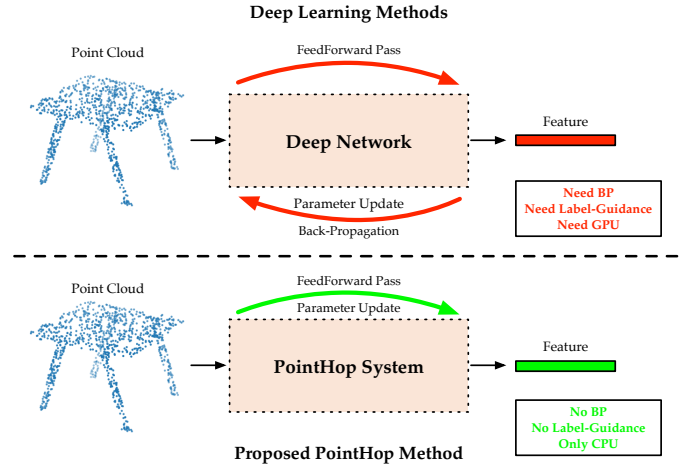 Deep Learning Methods
Point Cloud
FeedForward Pass
Deep Network
Feature
Parameter Update
Back-Propagation
Need BP
Need Label-Guidance
Need GPU
Point Cloud
FeedForward Pass
Parameter Update
PointHop System
Feature
No BP
No Label-Guidance
Only CPU
Proposed PointHop Method